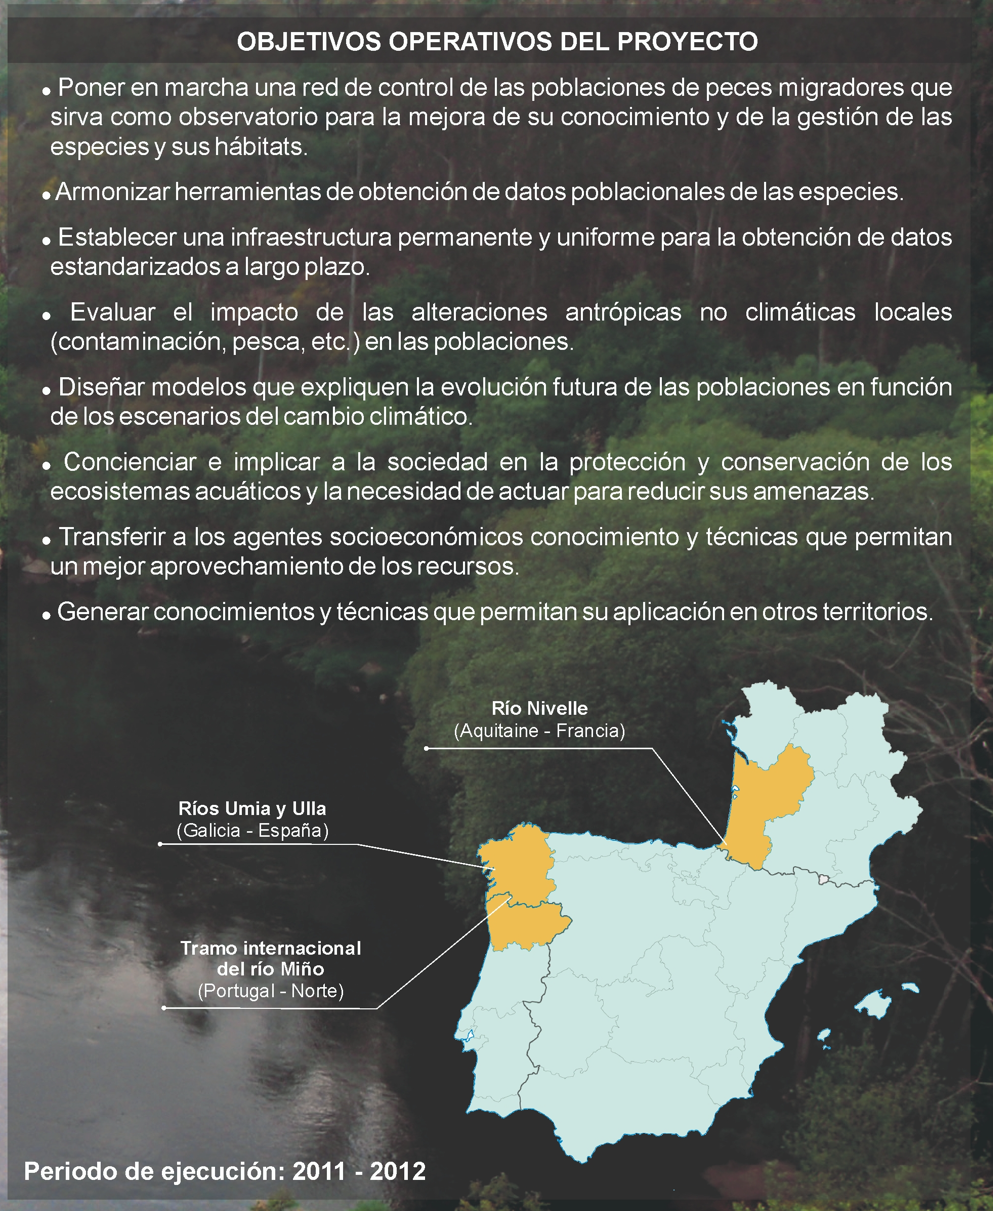 OBJETIVOS OPERATIVOS DEL PROYECTO
• Poner en marcha una red de control de las poblaciones de peces migradores que
sirva como observatorio para la mejora de su conocimiento y de la gestión de las
especies y sus hábitats.
• Armonizar herramientas de obtención de datos poblacionales de las especies.
• Establecer una infraestructura permanente y uniforme para la obtención de datos
estandarizados a largo plazo.
• Evaluar el impacto de las alteraciones antrópicas no climáticas locales
(contaminación, pesca, etc.) en las poblaciones.
• Diseñar modelos que expliquen la evolución futura de las poblaciones en función
de los escenarios del cambio climático.
• Concienciar e implicar a la sociedad en la protección y conservación de los
ecosistemas acuáticos y la necesidad de actuar para reducir sus amenazas.
• Transferir a los agentes socioeconómicos conocimiento y técnicas que permitan
un mejor aprovechamiento de los recursos.
• Generar conocimientos y técnicas que permitan su aplicación en otros territorios.
Río Nivelle
(Aquitaine - Francia)
Ríos Umia y Ulla
(Galicia - España)
Tramo internacional
del río Miño
(Portugal - Norte)
Periodo de ejecución: 2011 - 2012